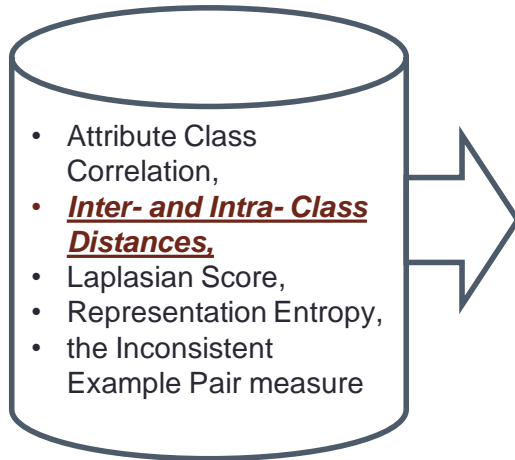 • Attribute Class
Correlation,
• Inter- and Intra- Class
Distances,
• Laplasian Score,
• Representation Entropy,
• the Inconsistent
Example Pair measure